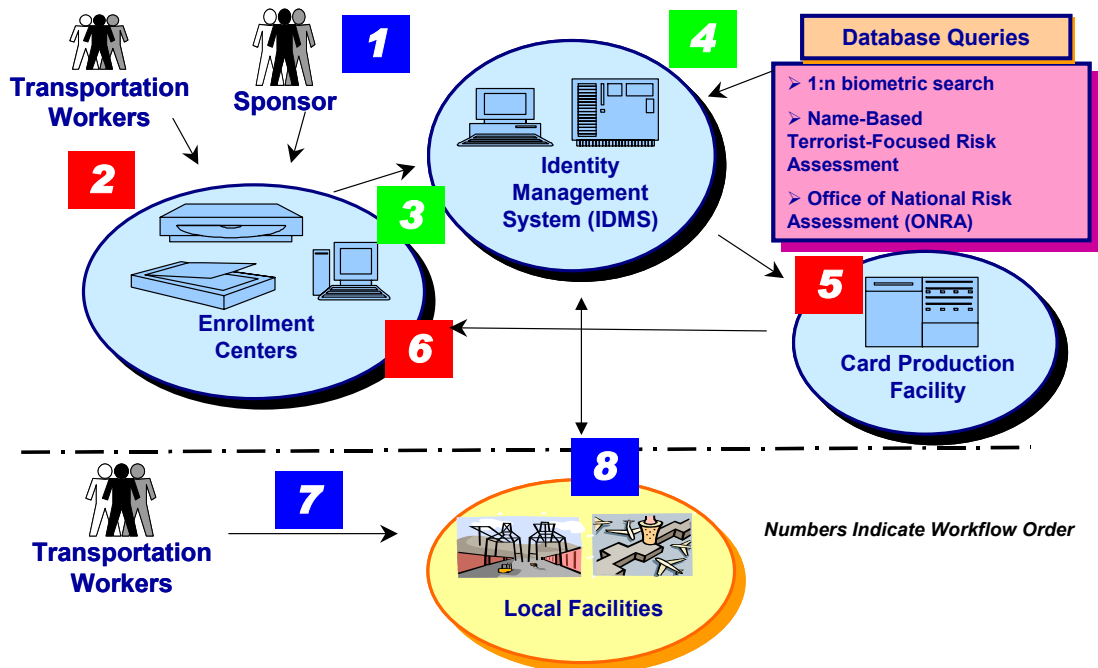 1
4
Database Queries
Transportation
Workers
Sponsor
➢ 1:n biometric search
➢ Name-Based
Terrorist-Focused Risk
Assessment
➢ Office of National Risk
Assessment (ONRA)
2
3
Identity
Management
System (IDMS)
5
Enrollment
Centers
6
Card Production
Facility
8
7
Transportation
Workers
Numbers Indicate Workflow Order
Local Facilities